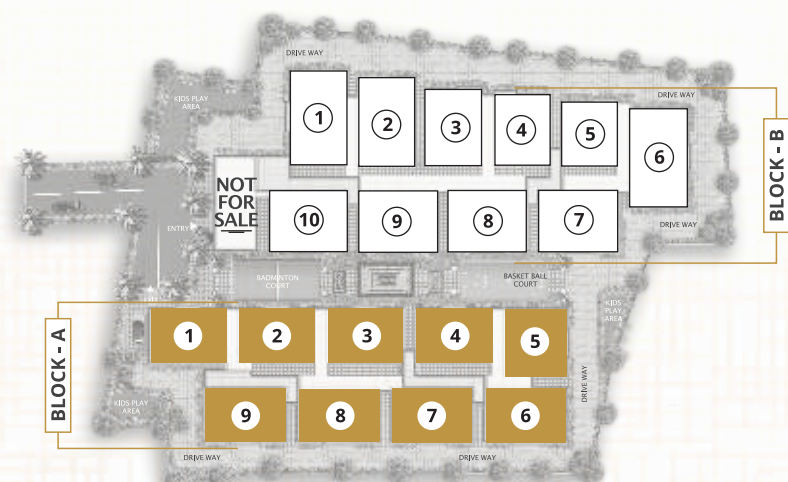 DRIVE WAY
KIDS PLAY
AREA
DRIVE WAY
1
2
3
4
5
6
BLOCK - B
NOT
FOR
SALE
10
9
8
7
ENTRY
DRIVE WAY
BADMINTON
COURT
BASKET BALL
COURT
KIDS
PLAY
AREA
BLOCK - A
1
2
3
4
5
9
8
7
6
DRIVE WAY
KIDS PLAY
AREA
DRIVE WAY
DRIVE WAY